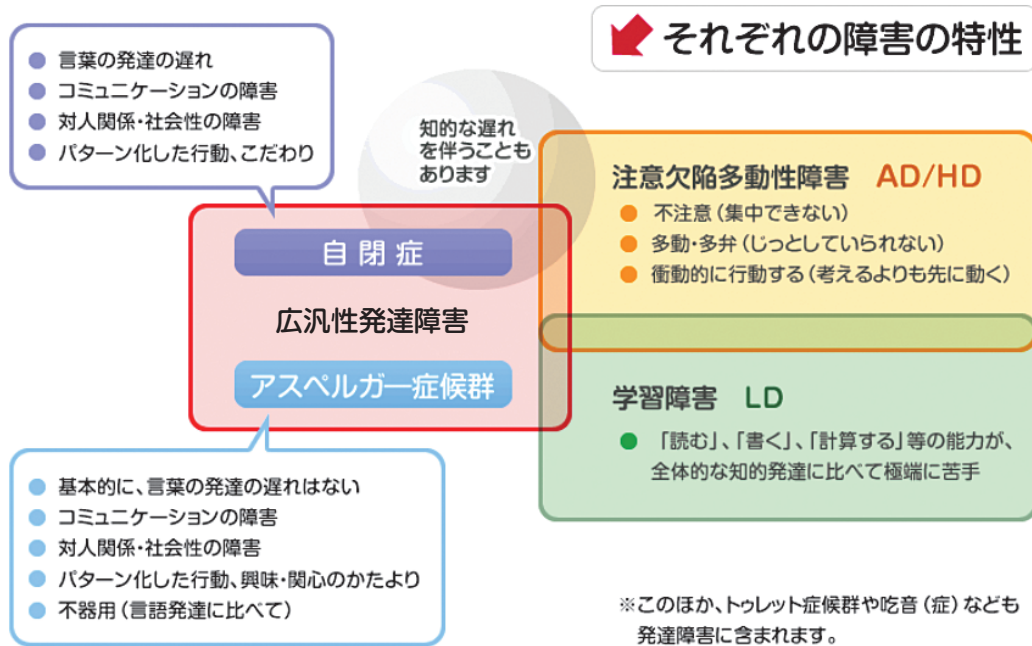 それぞれの障害の特性
● 言葉の発達の遅れ
● コミュニケーションの障害
● 対人関係・社会性の障害
● パターン化した行動、こだわり
知的な遅れ
を伴うことも
あります
自閉症
広汎性発達障害
アスペルガー症候群
● 基本的に、言葉の発達の遅れはない
● コミュニケーションの障害
● 対人関係・社会性の障害
● パターン化した行動、興味・関心のかたより
● 不器用(言語発達に比べて)
注意欠陥多動性障害 AD/HD
● 不注意(集中できない)
● 多動・多弁(じっとしていられない)
● 衝動的に行動する(考えるよりも先に動く)
学習障害 LD
● 「読む」、「書く」、「計算する」等の能力が、
全体的な知的発達に比べて極端に苦手
※このほか、トゥレット症候群や吃音(症)なども
発達障害に含まれます。